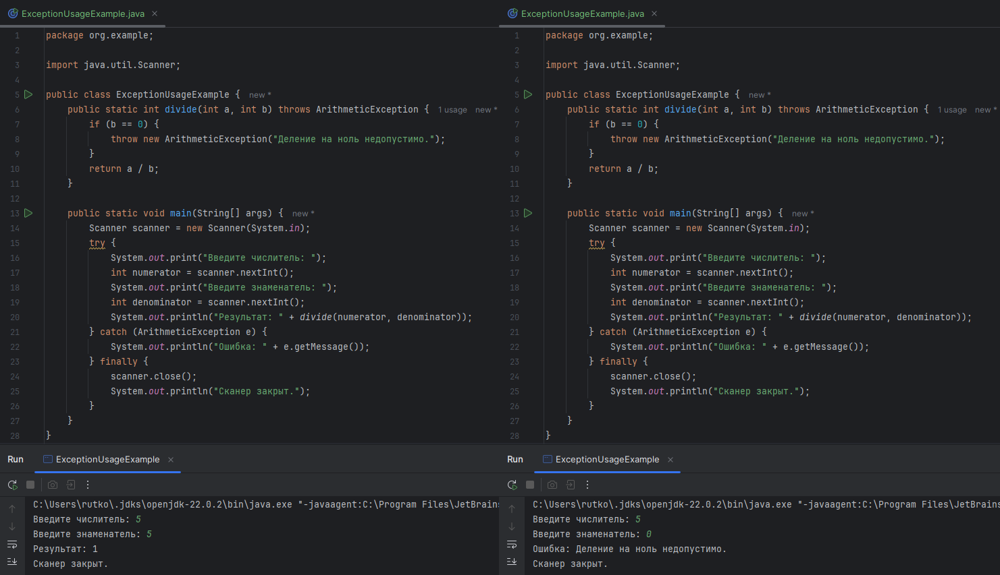 ExceptionUsageExample.java ×
1 package org.example;
2
3 import java.util.Scanner;
4
5 public class ExceptionUsageExample { new *
6 public static int divide(int a, int b) throws ArithmeticException { 1 usage new *
7 if (b == 0) {
8 throw new ArithmeticException("Деление на ноль недопустимо.");
9 }
10 return a / b;
11 }
12
13 public static void main(String[] args) { new *
14 Scanner scanner = new Scanner(System.in);
15 try {
16 System.out.print("Введите числитель: ");
17 int numerator = scanner.nextInt();
18 System.out.print("Введите знаменатель: ");
19 int denominator = scanner.nextInt();
20 System.out.println("Результат: " + divide(numerator, denominator));
21 } catch (ArithmeticException e) {
22 System.out.println("Ошибка: " + e.getMessage());
23 } finally {
24 scanner.close();
25 System.out.println("Сканер закрыт.");
26 }
27 }
28 }
Run ExceptionUsageExample ×
C:\Users\rutko\.jdks\openjdk-22.0.2\bin\java.exe "-javaagent:C:\Program Files\JetBrains
Введите числитель: 5
Введите знаменатель: 5
Результат: 1
Сканер закрыт.
ExceptionUsageExample.java ×
1 package org.example;
2
3 import java.util.Scanner;
4
5 public class ExceptionUsageExample { new *
6 public static int divide(int a, int b) throws ArithmeticException { 1 usage new *
7 if (b == 0) {
8 throw new ArithmeticException("Деление на ноль недопустимо.");
9 }
10 return a / b;
11 }
12
13 public static void main(String[] args) { new *
14 Scanner scanner = new Scanner(System.in);
15 try {
16 System.out.print("Введите числитель: ");
17 int numerator = scanner.nextInt();
18 System.out.print("Введите знаменатель: ");
19 int denominator = scanner.nextInt();
20 System.out.println("Результат: " + divide(numerator, denominator));
21 } catch (ArithmeticException e) {
22 System.out.println("Ошибка: " + e.getMessage());
23 } finally {
24 scanner.close();
25 System.out.println("Сканер закрыт.");
26 }
27 }
28 }
Run ExceptionUsageExample ×
C:\Users\rutko\.jdks\openjdk-22.0.2\bin\java.exe "-javaagent:C:\Program Files\JetBrains
Введите числитель: 5
Введите знаменатель: 0
Ошибка: Деление на ноль недопустимо.
Сканер закрыт.